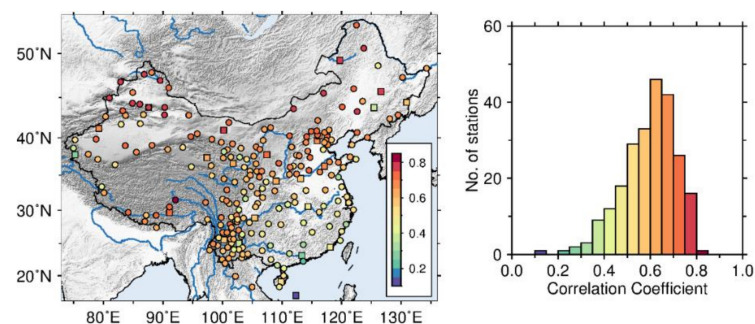 50˚N
40˚N
30˚N
20˚N
80˚E 90˚E 100˚E 110˚E 120˚E 130˚E
0.8
0.6
0.4
0.2
No. of stations
60
40
20
0
0.0 0.2 0.4 0.6 0.8 1.0
Correlation Coefficient